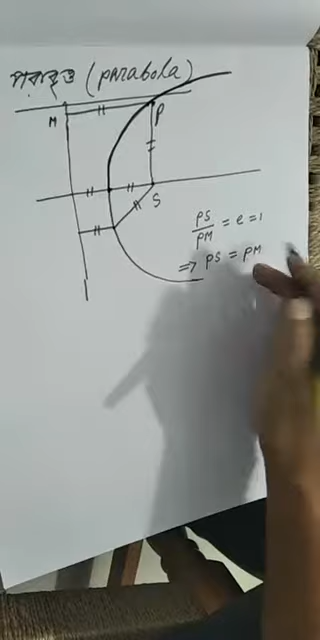 পরাবৃত্ত (parabola)
M
P
S
PS/PM = e = 1
⇒ PS = PM